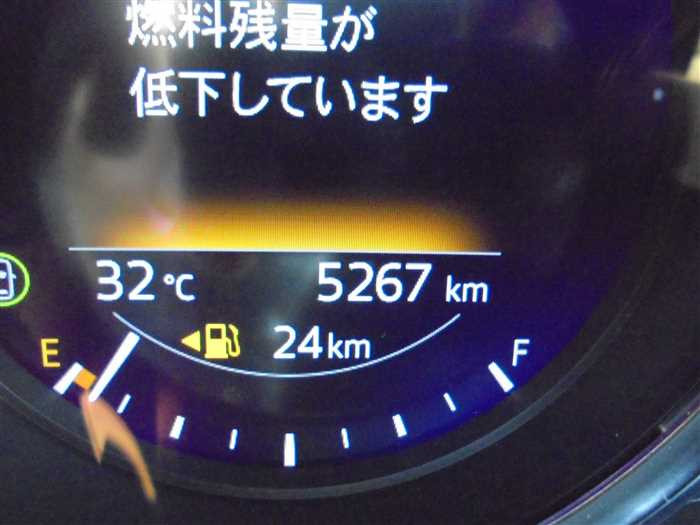 燃料残量が
低下しています
32℃ 5267 km
24km
E F